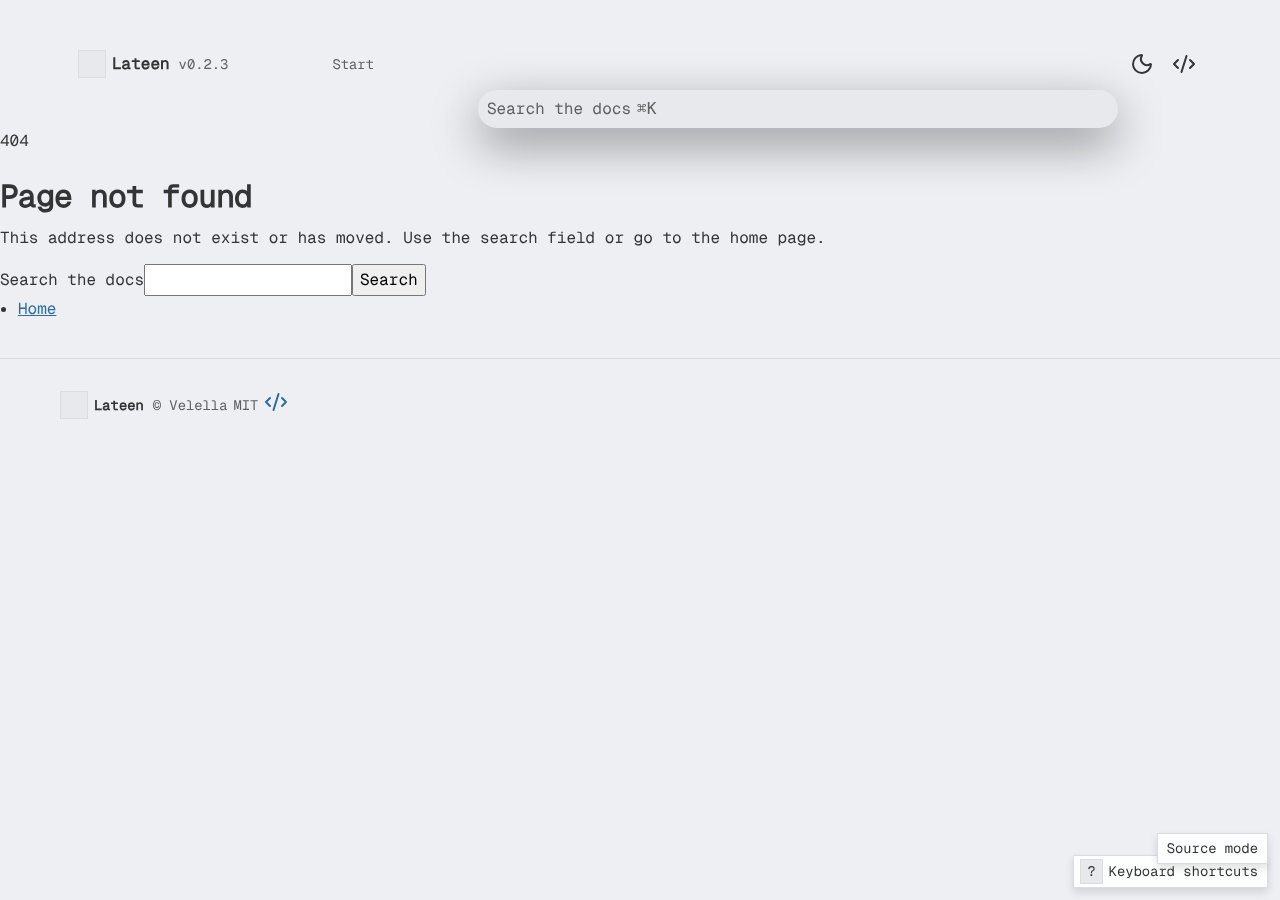 Lateen v0.2.3
Start
Search the docs ⌘K
404
Page not found
This address does not exist or has moved. Use the search field or go to the home page.
Search the docs Search
• Home
Lateen © Velella MIT
Source mode
? Keyboard shortcuts